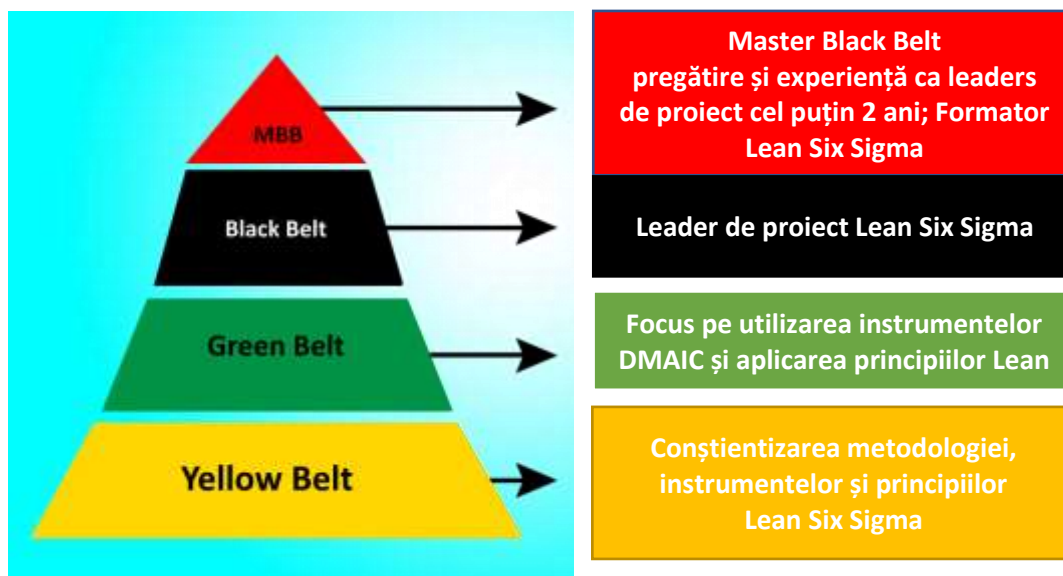 MBB
Master Black Belt
pregătire și experiență ca leaders
de proiect cel puțin 2 ani; Formator
Lean Six Sigma
Black Belt
Leader de proiect Lean Six Sigma
Green Belt
Focus pe utilizarea instrumentelor
DMAIC și aplicarea principiilor Lean
Yellow Belt
Conștientizarea metodologiei,
instrumentelor și principiilor
Lean Six Sigma